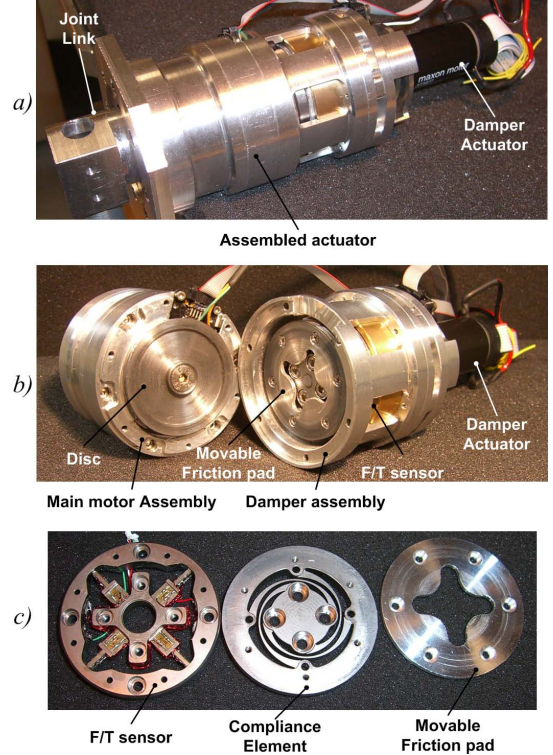 a)
Joint
Link
maxon motor
Damper
Actuator
Assembled actuator
b)
Disc
Movable
Friction pad
F/T sensor
Damper
Actuator
Main motor Assembly
Damper assembly
c)
F/T sensor
Compliance
Element
Movable
Friction pad